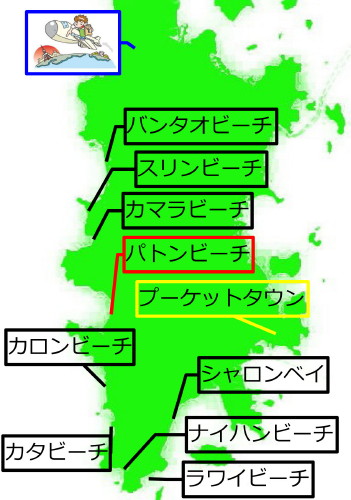 バンタオビーチ
スリンビーチ
カマラビーチ
パトンビーチ
プーケットタウン
カロンビーチ
シャロンベイ
ナイハンビーチ
カタビーチ
ラワイビーチ